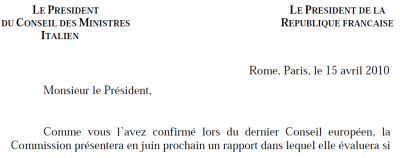 LE PRESIDENT
DU CONSEIL DES MINISTRES
ITALIEN
LE PRESIDENT DE LA
REPUBLIQUE FRANCAISE
Rome, Paris, le 15 avril 2010
Monsieur le Président,
Comme vous l'avez confirmé lors du dernier Conseil européen, la
Commission présentera en juin prochain un rapport dans lequel elle évaluera si